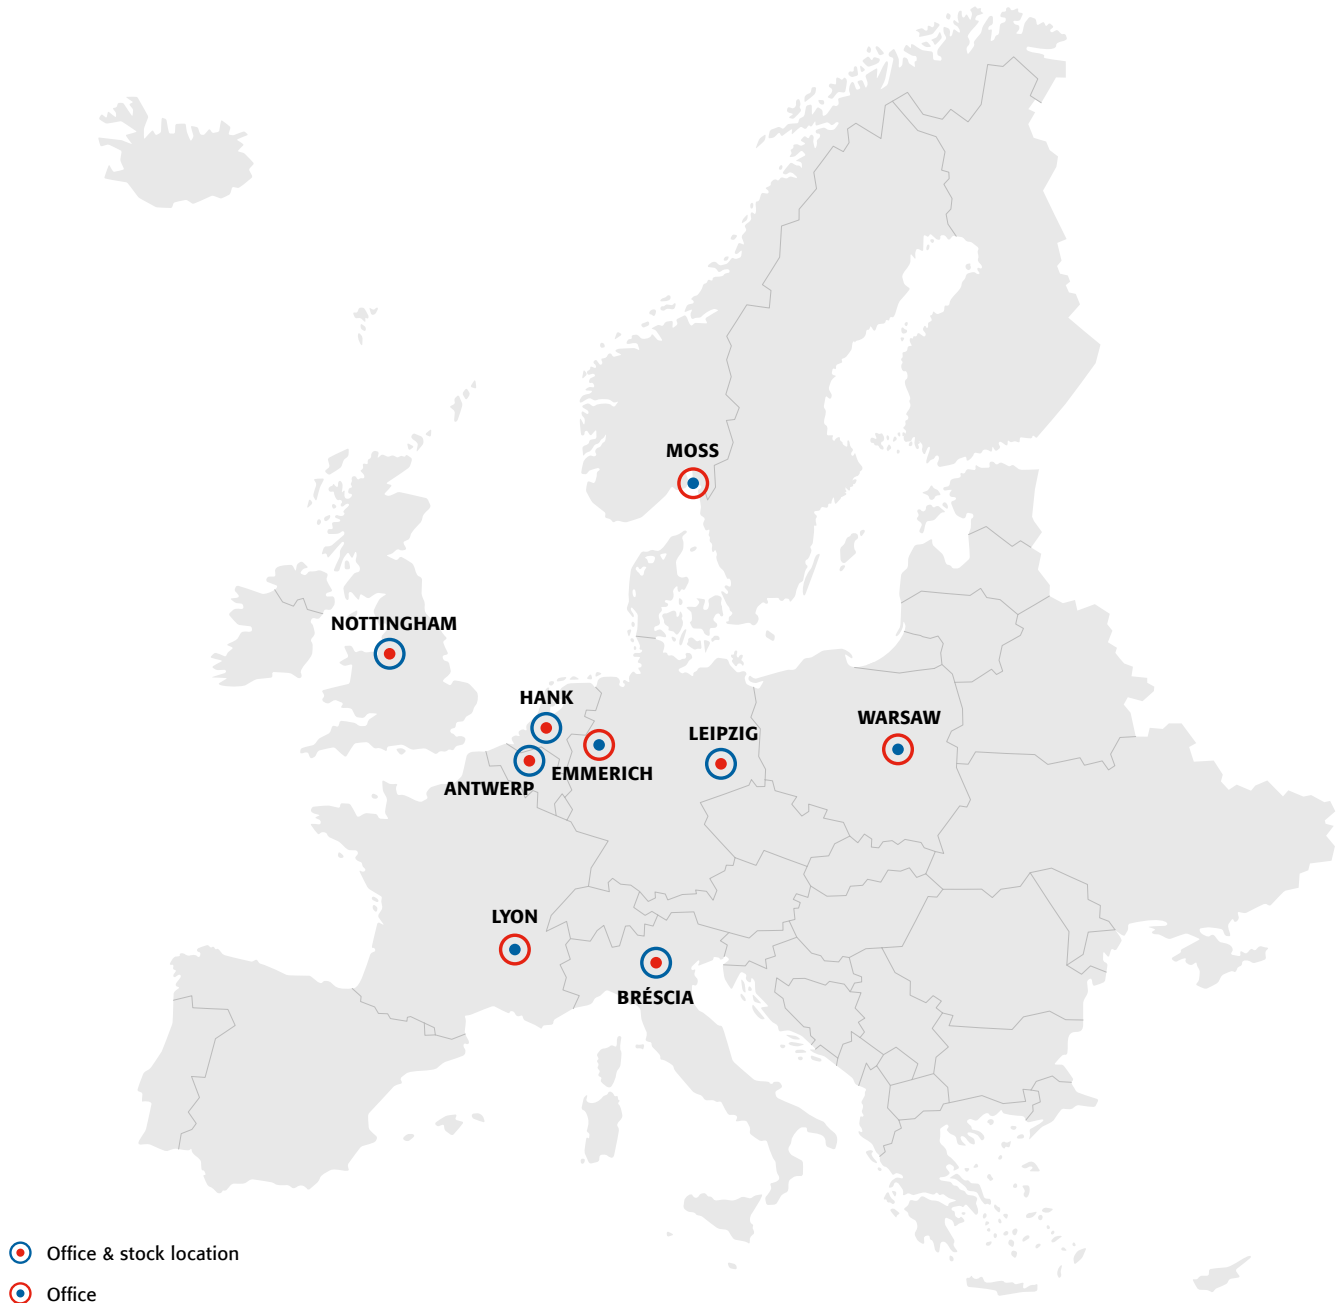 MOSS
NOTTINGHAM
HANK
WARSAW
LEIPZIG
EMMERICH
ANTWERP
LYON
BRÉSCIA
Office & stock location
Office